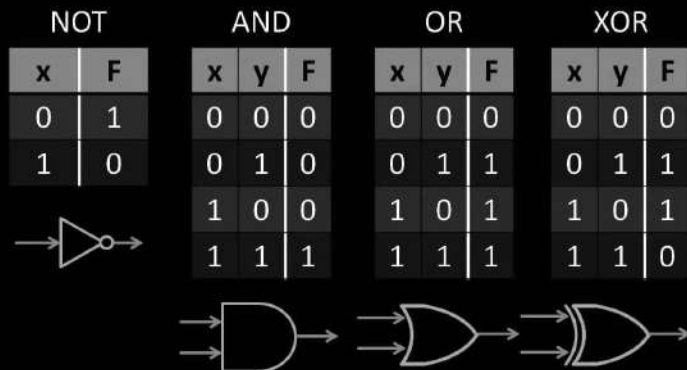 NOT AND OR XOR
x F x y F x y F x y F
0 1 0 0 0 0 0 0 0 0 0
1 0 0 1 0 0 1 1 0 1 1
1 0 0 1 0 1 1 0 1
1 1 1 1 1 1 1 1 0